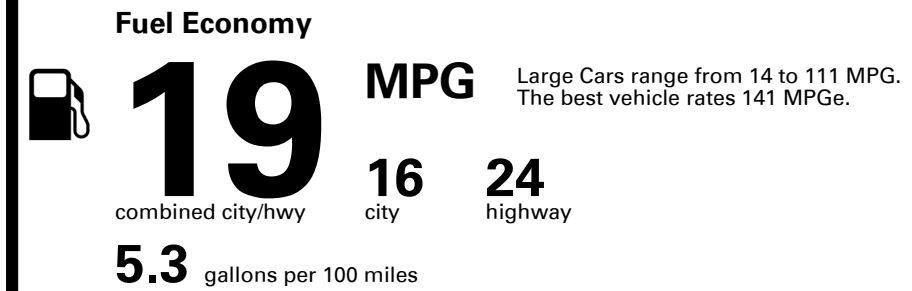 Fuel Economy
19 MPG
Large Cars range from 14 to 111 MPG.
The best vehicle rates 141 MPGe.
16 24
combined city/hwy city highway
5.3 gallons per 100 miles